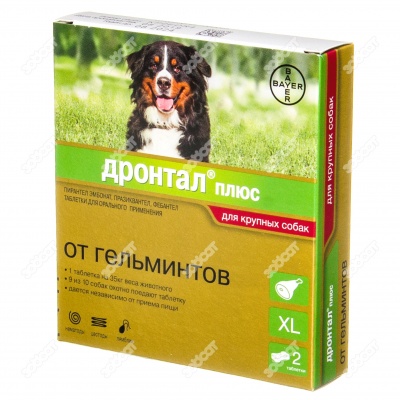 BAYER
дронтал® плюс
ПИРАНТЕЛ ЭМБОНАТ, ПРАЗИКВАНТЕЛ, ФЕБАНТЕЛ
ТАБЛЕТКИ ДЛЯ ОРАЛЬНОГО ПРИМЕНЕНИЯ
для крупных собак
ОТ ГЕЛЬМИНТОВ
• 1 таблетка на 35кг веса животного
• 9 из 10 собак охотно поедают таблетку
• дается независимо от приема пищи
нематоды цестоды лямблии
XL
2
таблетки
для крупных собак
дронтал® плюс
ОТ ГЕЛЬМИНТОВ